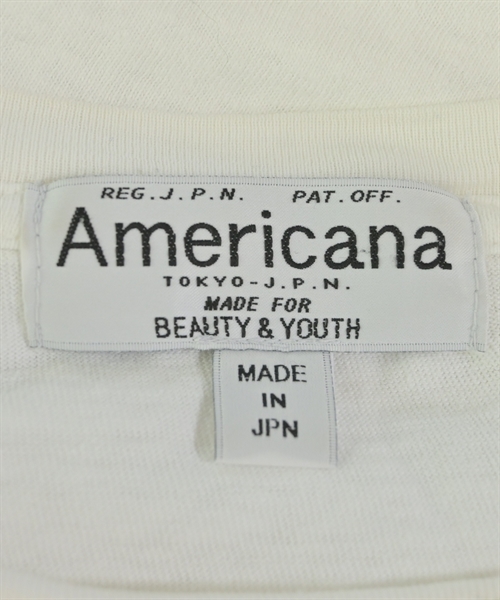 REG.J.P.N. PAT.OFF.
Americana
TOKYO-J.P.N.
MADE FOR
BEAUTY & YOUTH
MADE
IN
JPN